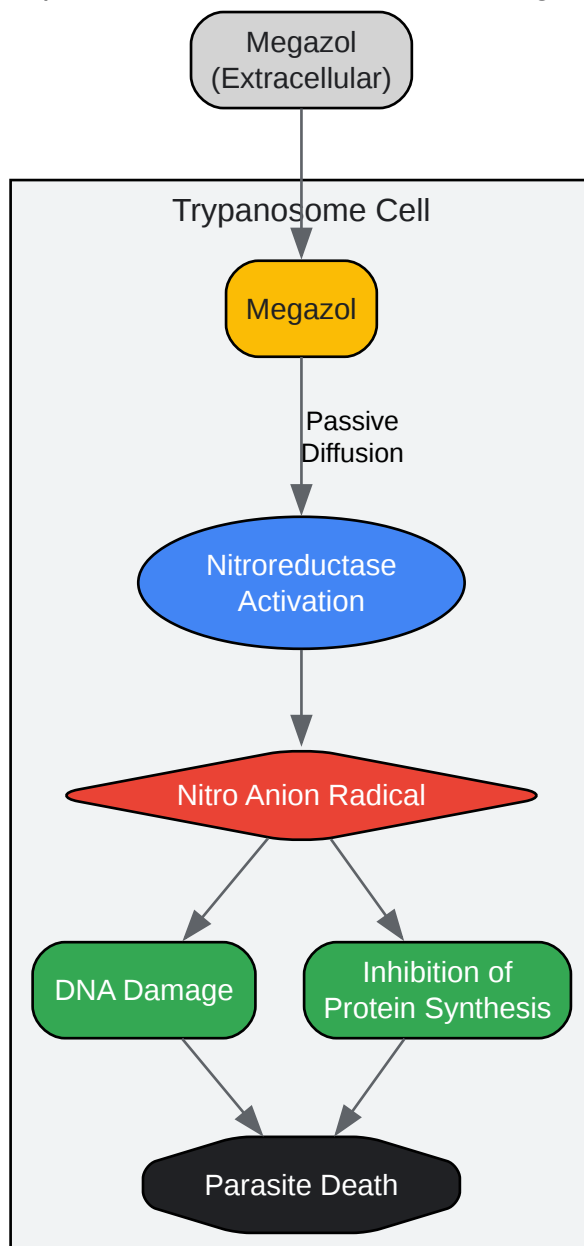 Megazol
(Extracellular)
Trypanosome Cell
Megazol
Passive
Diffusion
Nitroreductase
Activation
Nitro Anion Radical
DNA Damage
Inhibition of
Protein Synthesis
Parasite Death